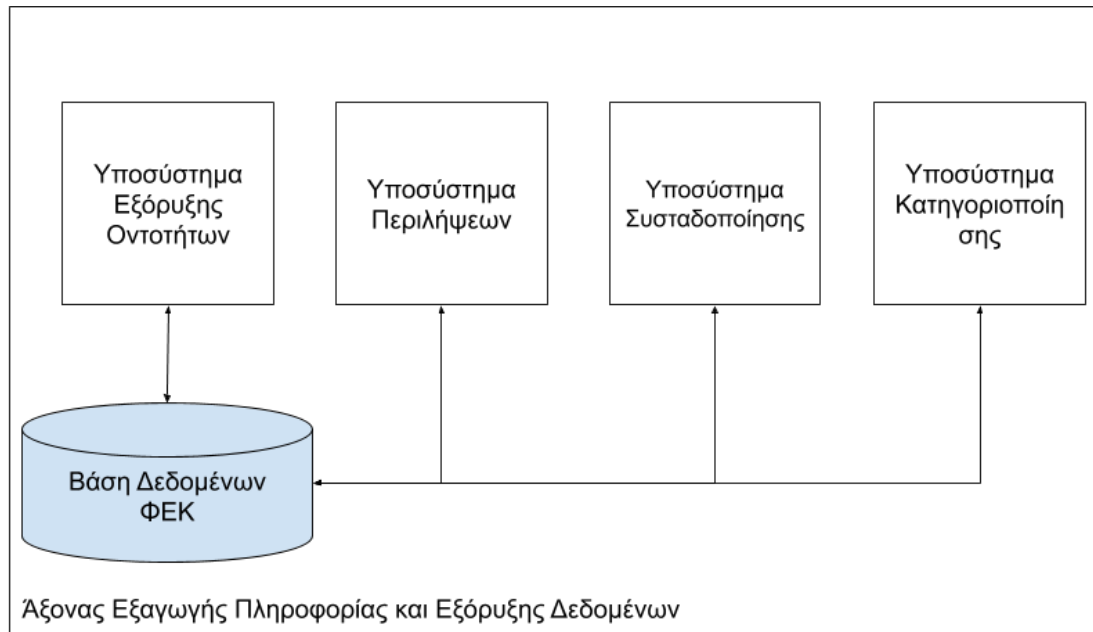 Υποσύστημα
Εξόρυξης
Οντοτήτων
Υποσύστημα
Περιλήψεων
Υποσύστημα
Συσταδοποίησης
Υποσύστημα
Κατηγοριοποίη
σης
Βάση Δεδομένων
ΦΕΚ
Άξονας Εξαγωγής Πληροφορίας και Εξόρυξης Δεδομένων